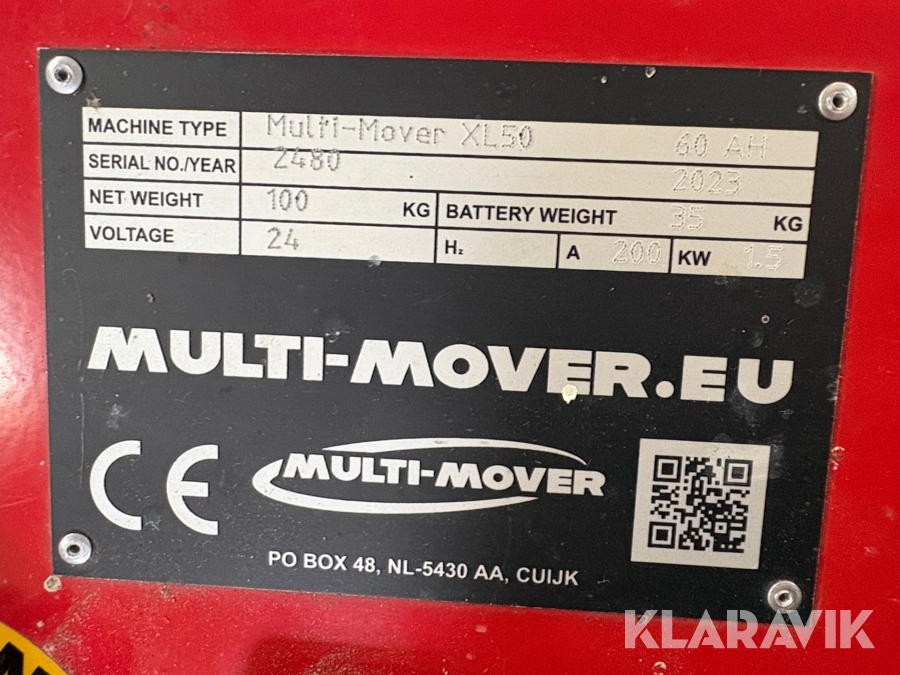 MACHINE TYPE Multi-Mover XL50 60 AH
SERIAL NO./YEAR 2480 2023
NET WEIGHT 100 KG BATTERY WEIGHT 35 KG
VOLTAGE 24 Hz A 200 KW 1.5
MULTI-MOVER.EU
CE MULTI-MOVER
PO BOX 48, NL-5430 AA, CUIJK
KLARAVIK